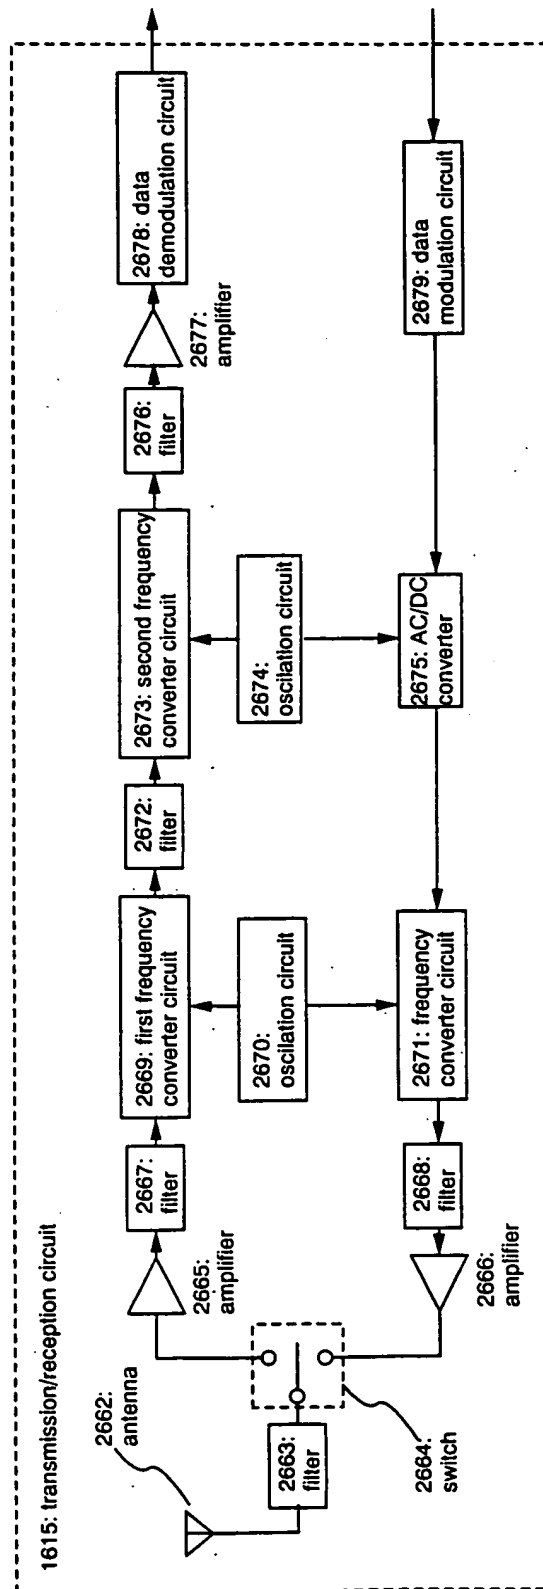 1615: transmission/reception circuit
2662:
antenna
2663:
filter
2664:
switch
2665:
amplifier
2667:
filter
2669: first frequency
converter circuit
2672:
filter
2673: second frequency
converter circuit
2676:
filter
2677:
amplifier
2678: data
demodulation circuit
2670:
oscilation circuit
2674:
oscilation circuit
2666:
amplifier
2668:
filter
2671: frequency
converter circuit
2675: AC/DC
converter
2679: data
modulation circuit